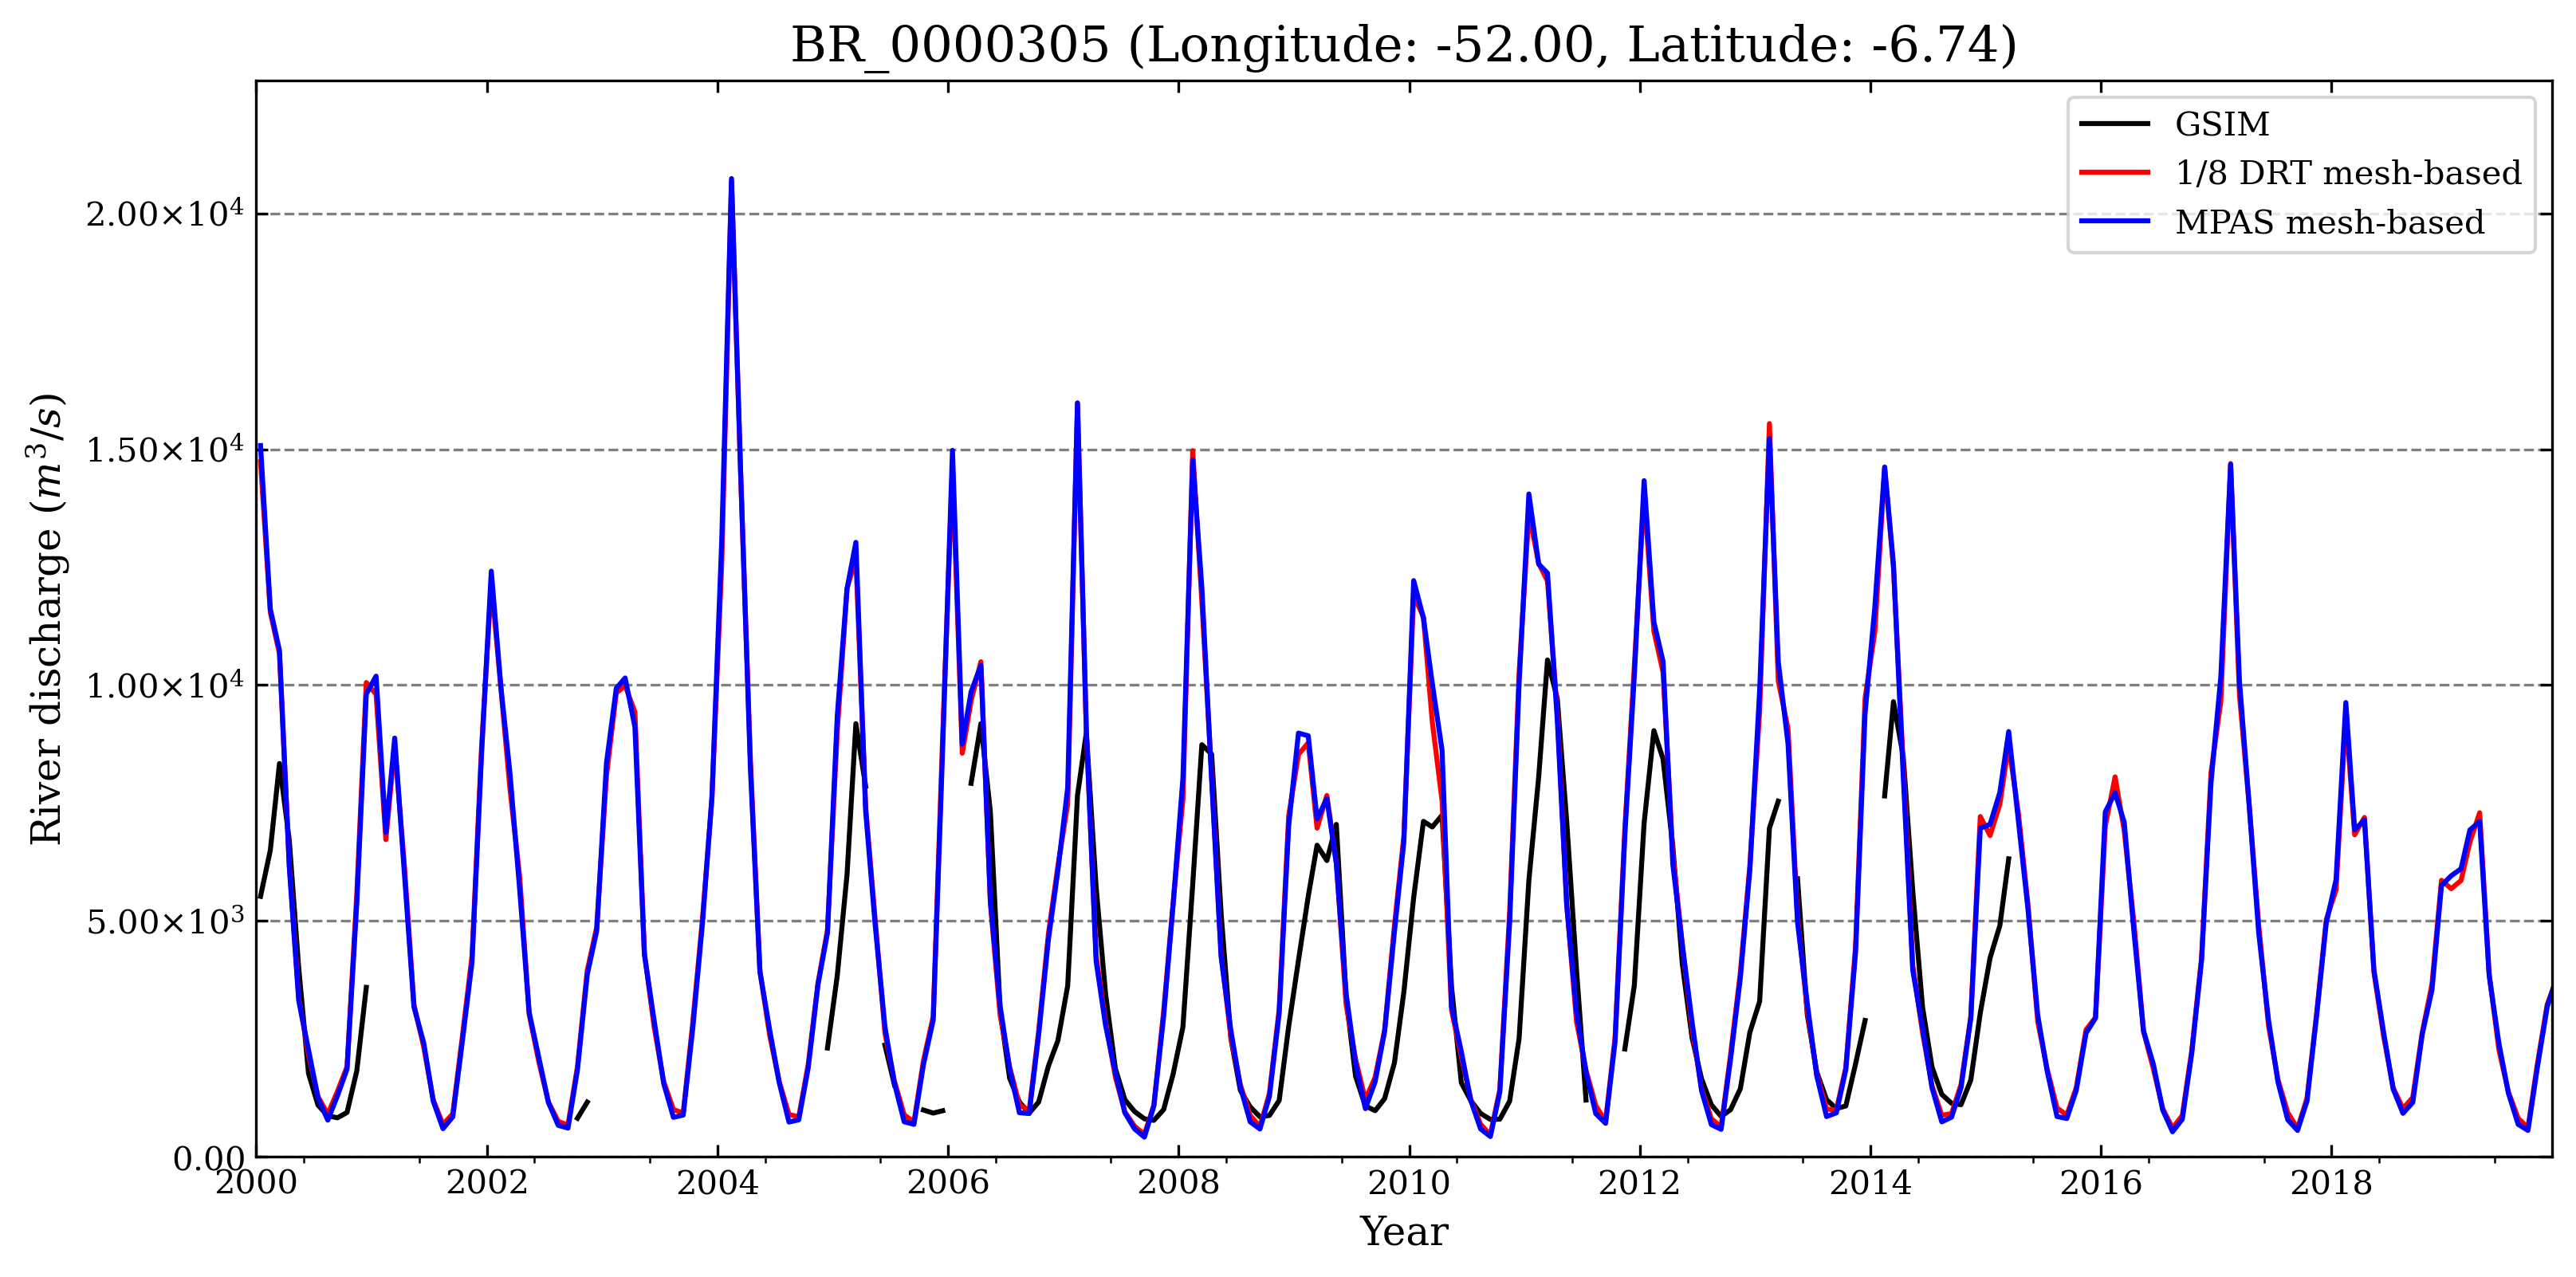 BR_0000305 (Longitude: -52.00, Latitude: -6.74)
GSIM
1/8 DRT mesh-based
MPAS mesh-based
River discharge (m³/s)
2.00×10⁴
1.50×10⁴
1.00×10⁴
5.00×10³
0.00
2000 2002 2004 2006 2008 2010 2012 2014 2016 2018
Year